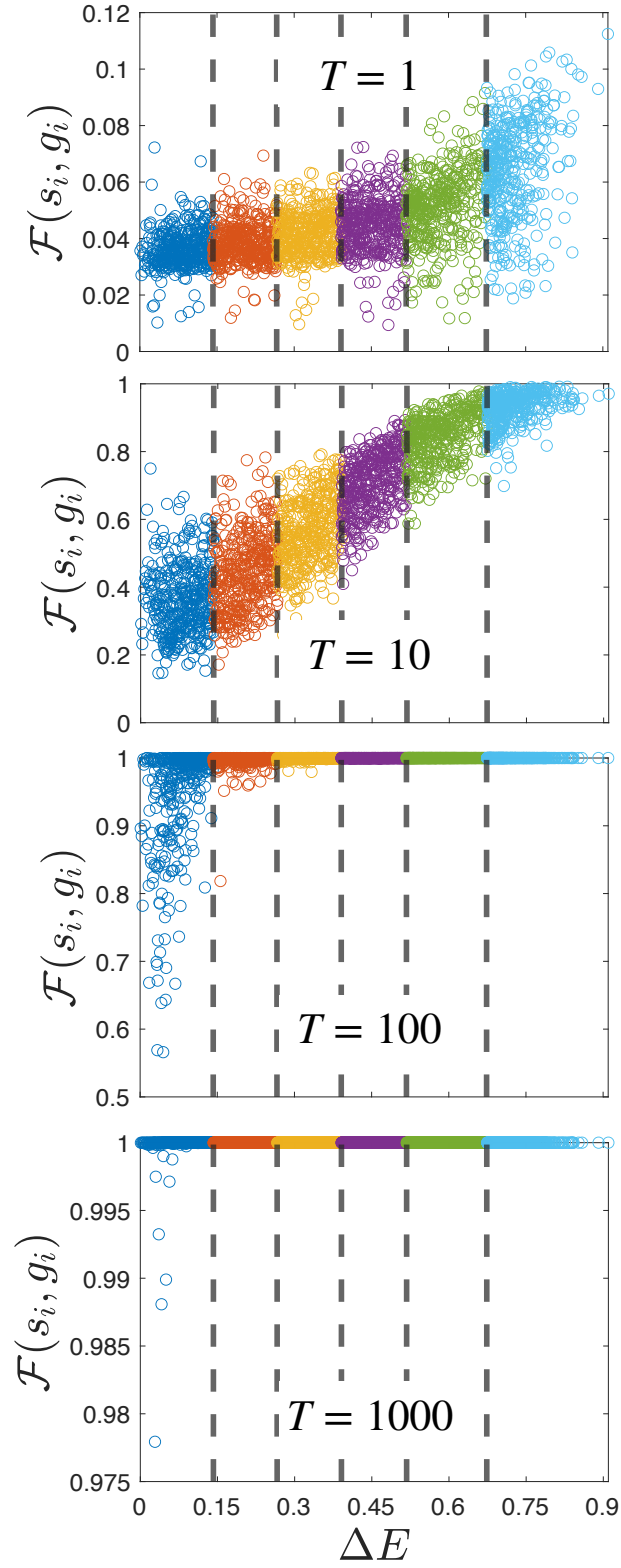 0.12
0.1
0.08
0.06
0.04
0.02
0
F(s_i, g_i)
T = 1
1
0.8
0.6
0.4
0.2
0
F(s_i, g_i)
T = 10
1
0.9
0.8
0.7
0.6
0.5
F(s_i, g_i)
T = 100
1
0.995
0.99
0.985
0.98
0.975
F(s_i, g_i)
T = 1000
0 0.15 0.3 0.45 0.6 0.75 0.9
ΔE